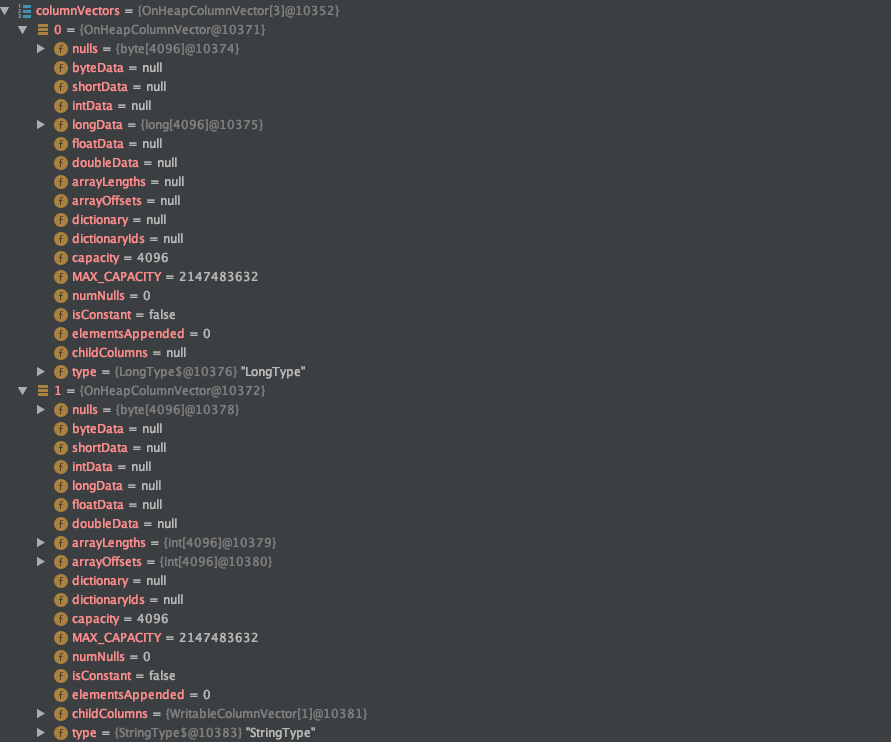 columnVectors = {OnHeapColumnVector[3]@10352}
0 = {OnHeapColumnVector@10371}
nulls = {byte[4096]@10374}
byteData = null
shortData = null
intData = null
longData = {long[4096]@10375}
floatData = null
doubleData = null
arrayLengths = null
arrayOffsets = null
dictionary = null
dictionaryIds = null
capacity = 4096
MAX_CAPACITY = 2147483632
numNulls = 0
isConstant = false
elementsAppended = 0
childColumns = null
type = {LongType$@10376} "LongType"
1 = {OnHeapColumnVector@10372}
nulls = {byte[4096]@10378}
byteData = null
shortData = null
intData = null
longData = null
floatData = null
doubleData = null
arrayLengths = {int[4096]@10379}
arrayOffsets = {int[4096]@10380}
dictionary = null
dictionaryIds = null
capacity = 4096
MAX_CAPACITY = 2147483632
numNulls = 0
isConstant = false
elementsAppended = 0
childColumns = {WritableColumnVector[1]@10381}
type = {StringType$@10383} "StringType"